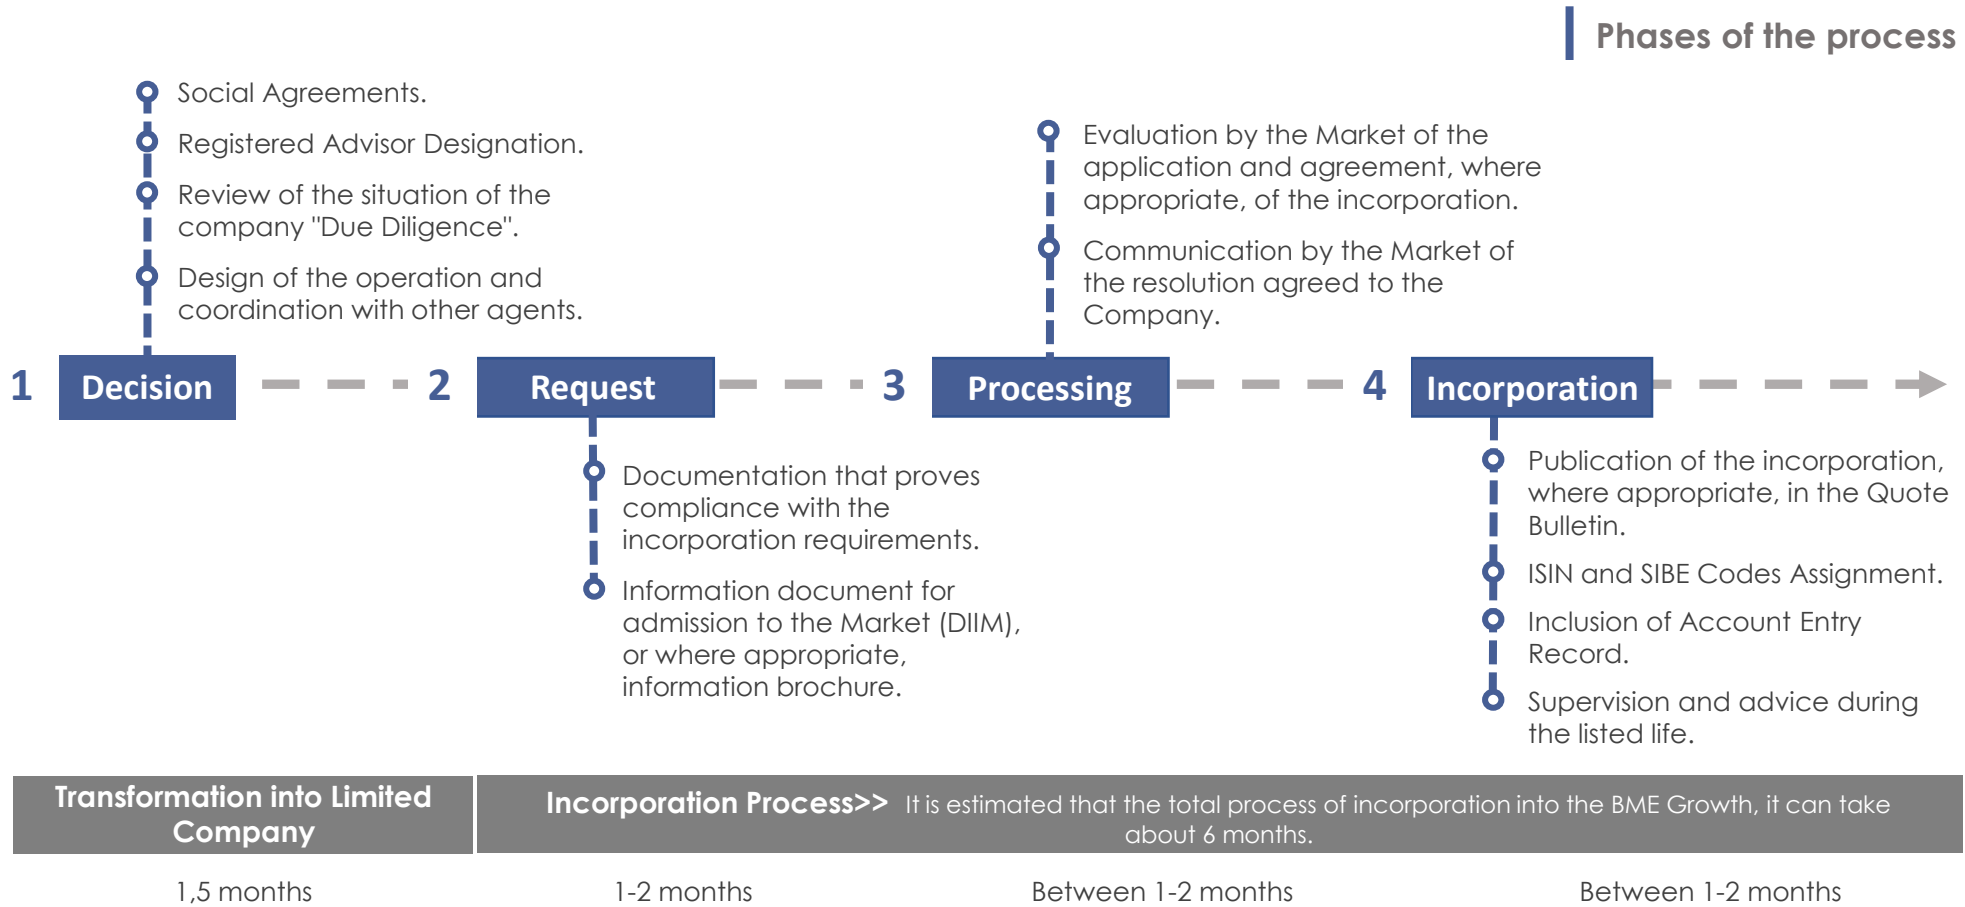 Phases of the process
Social Agreements.
Registered Advisor Designation.
Review of the situation of the
company "Due Diligence".
Design of the operation and
coordination with other agents.
Evaluation by the Market of the
application and agreement, where
appropriate, of the incorporation.
Communication by the Market of
the resolution agreed to the
Company.
1 Decision
2 Request
3 Processing
4 Incorporation
Documentation that proves
compliance with the
incorporation requirements.
Information document for
admission to the Market (DIIM),
or where appropriate,
information brochure.
Publication of the incorporation,
where appropriate, in the Quote
Bulletin.
ISIN and SIBE Codes Assignment.
Inclusion of Account Entry
Record.
Supervision and advice during
the listed life.
Transformation into Limited
Company
Incorporation Process>> It is estimated that the total process of incorporation into the BME Growth, it can take
about 6 months.
1,5 months
1-2 months
Between 1-2 months
Between 1-2 months